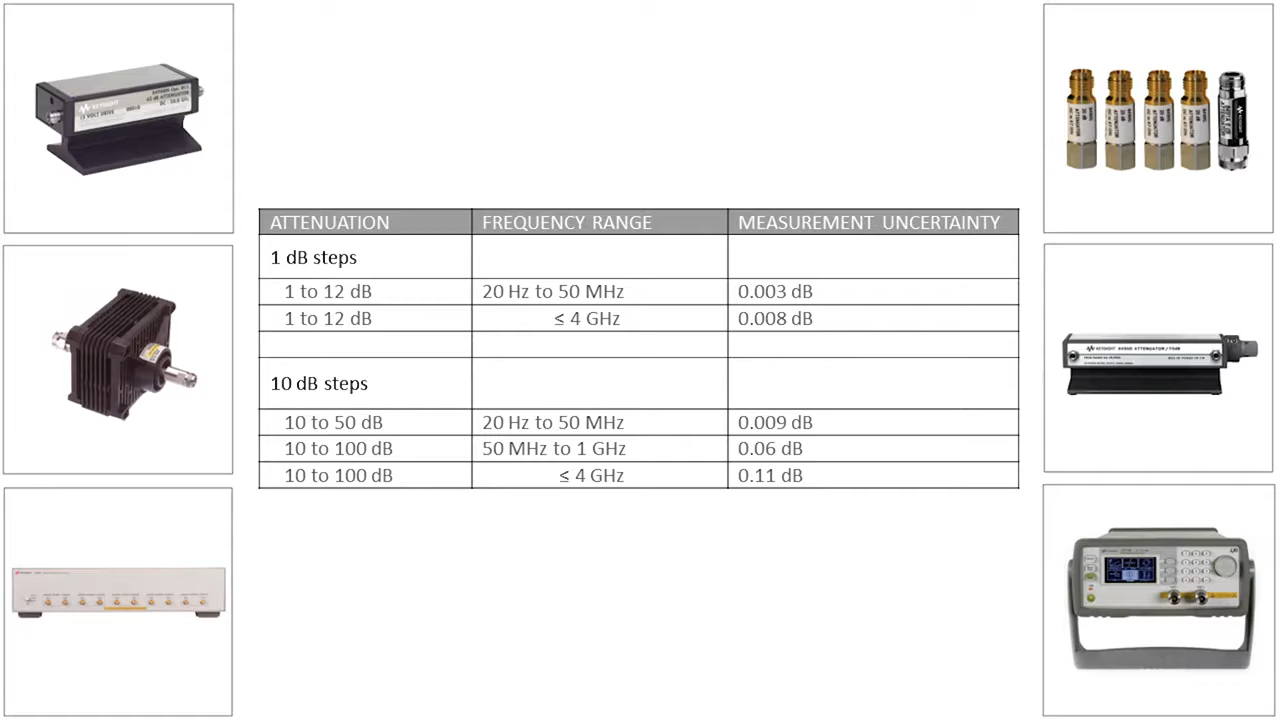 KEYSIGHT
ATTENUATION FREQUENCY RANGE MEASUREMENT UNCERTAINTY
1 dB steps
1 to 12 dB 20 Hz to 50 MHz 0.003 dB
1 to 12 dB ≤ 4 GHz 0.008 dB
10 dB steps
10 to 50 dB 20 Hz to 50 MHz 0.009 dB
10 to 100 dB 50 MHz to 1 GHz 0.06 dB
10 to 100 dB ≤ 4 GHz 0.11 dB
KEYSIGHT